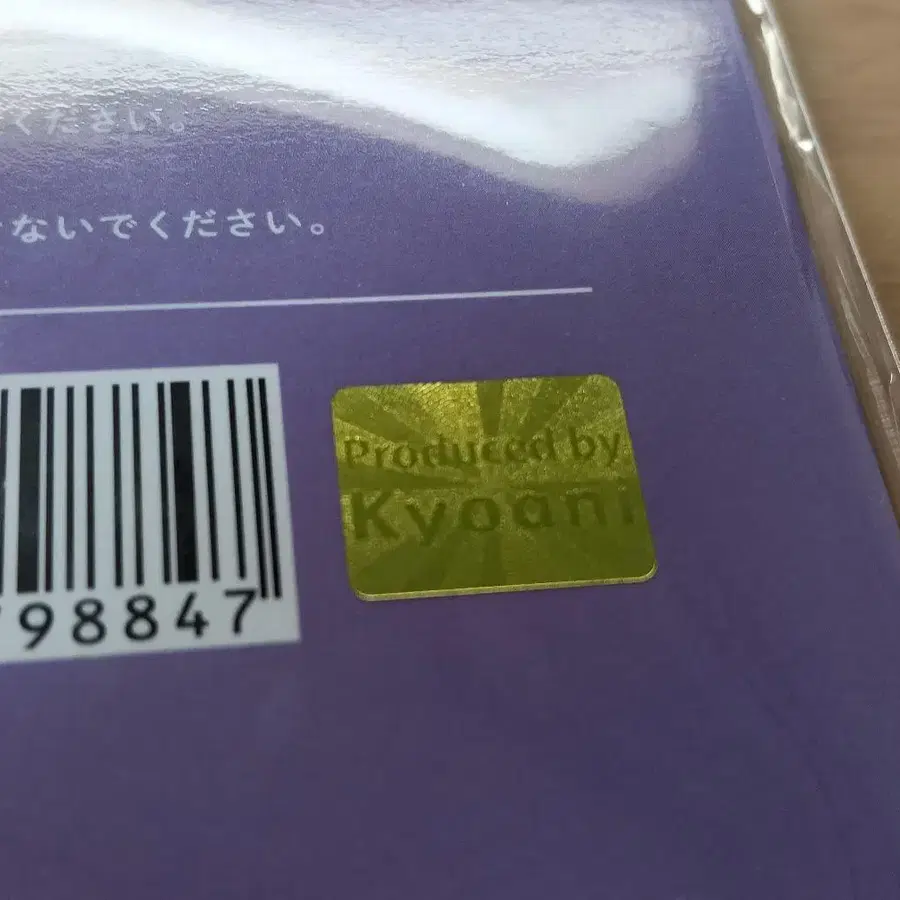 ください。
ないでください。
Produced by
Kyoani
98847